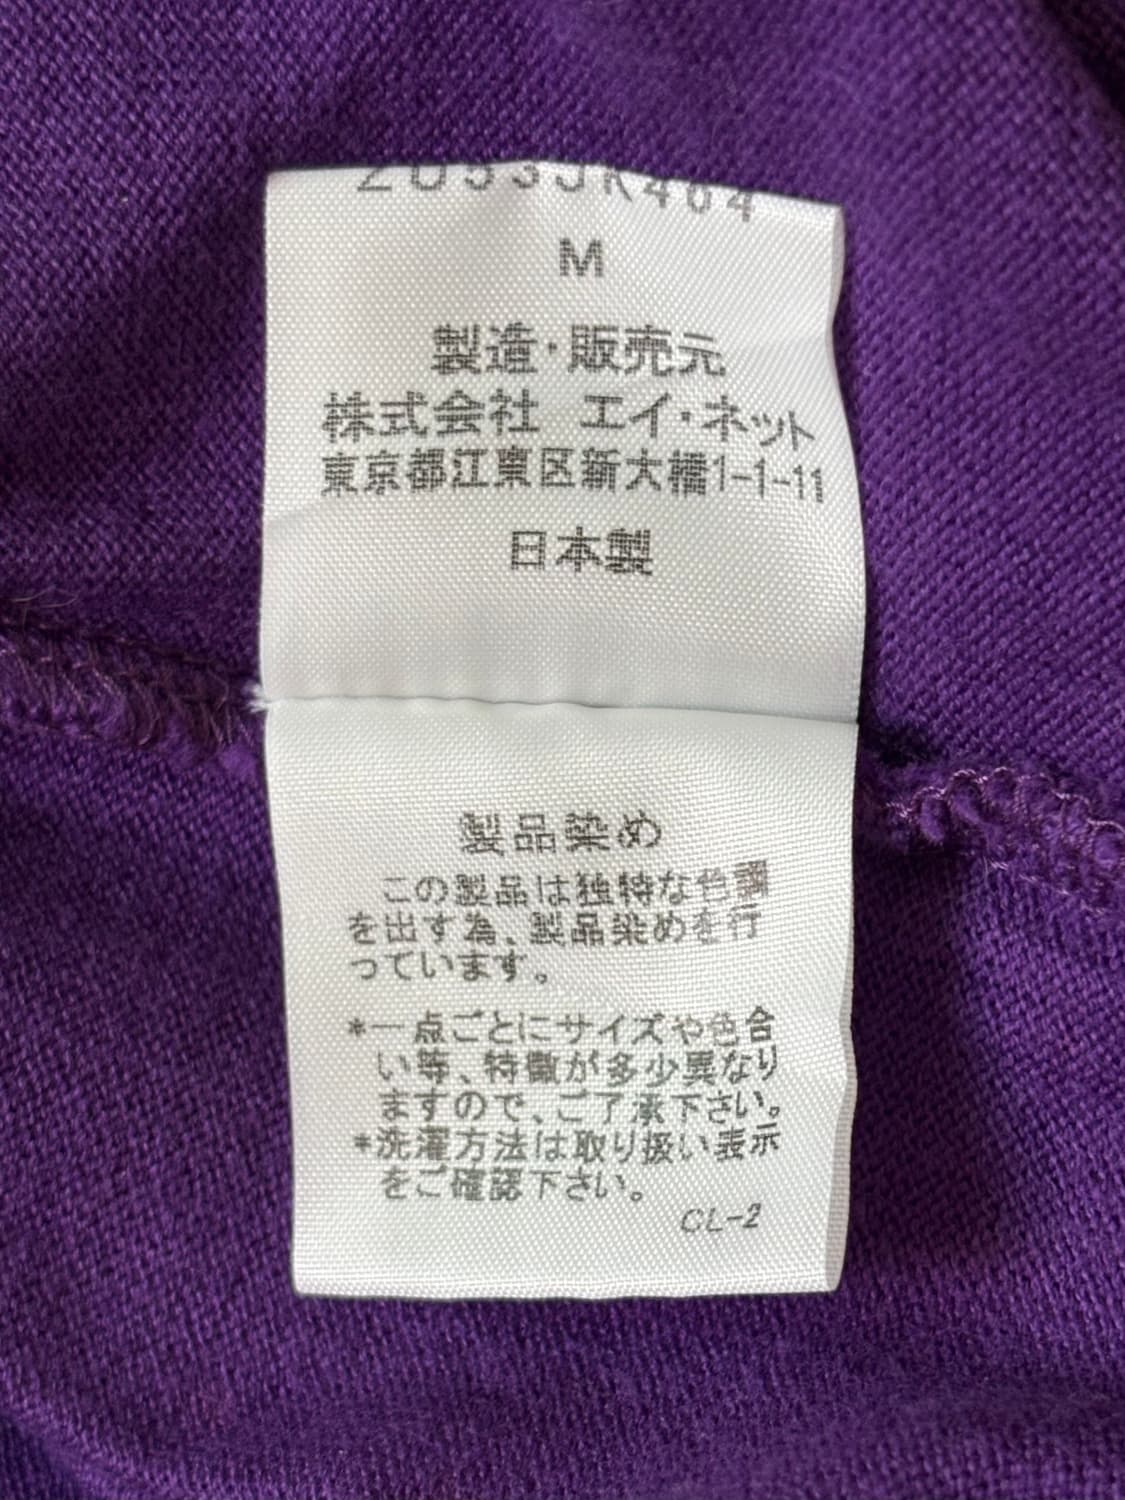 M
製造・販売元
株式会社 エイ・ネット
東京都江東区新大橋1-1-11
日本製
製品染め
この製品は独特な色調
を出す為、製品染めを行
っています。
*一点ごとにサイズや色合
い等、特徴が多少異なり
ますので、ご了承下さい。
*洗濯方法は取り扱い表示
をご確認下さい。
CL-2